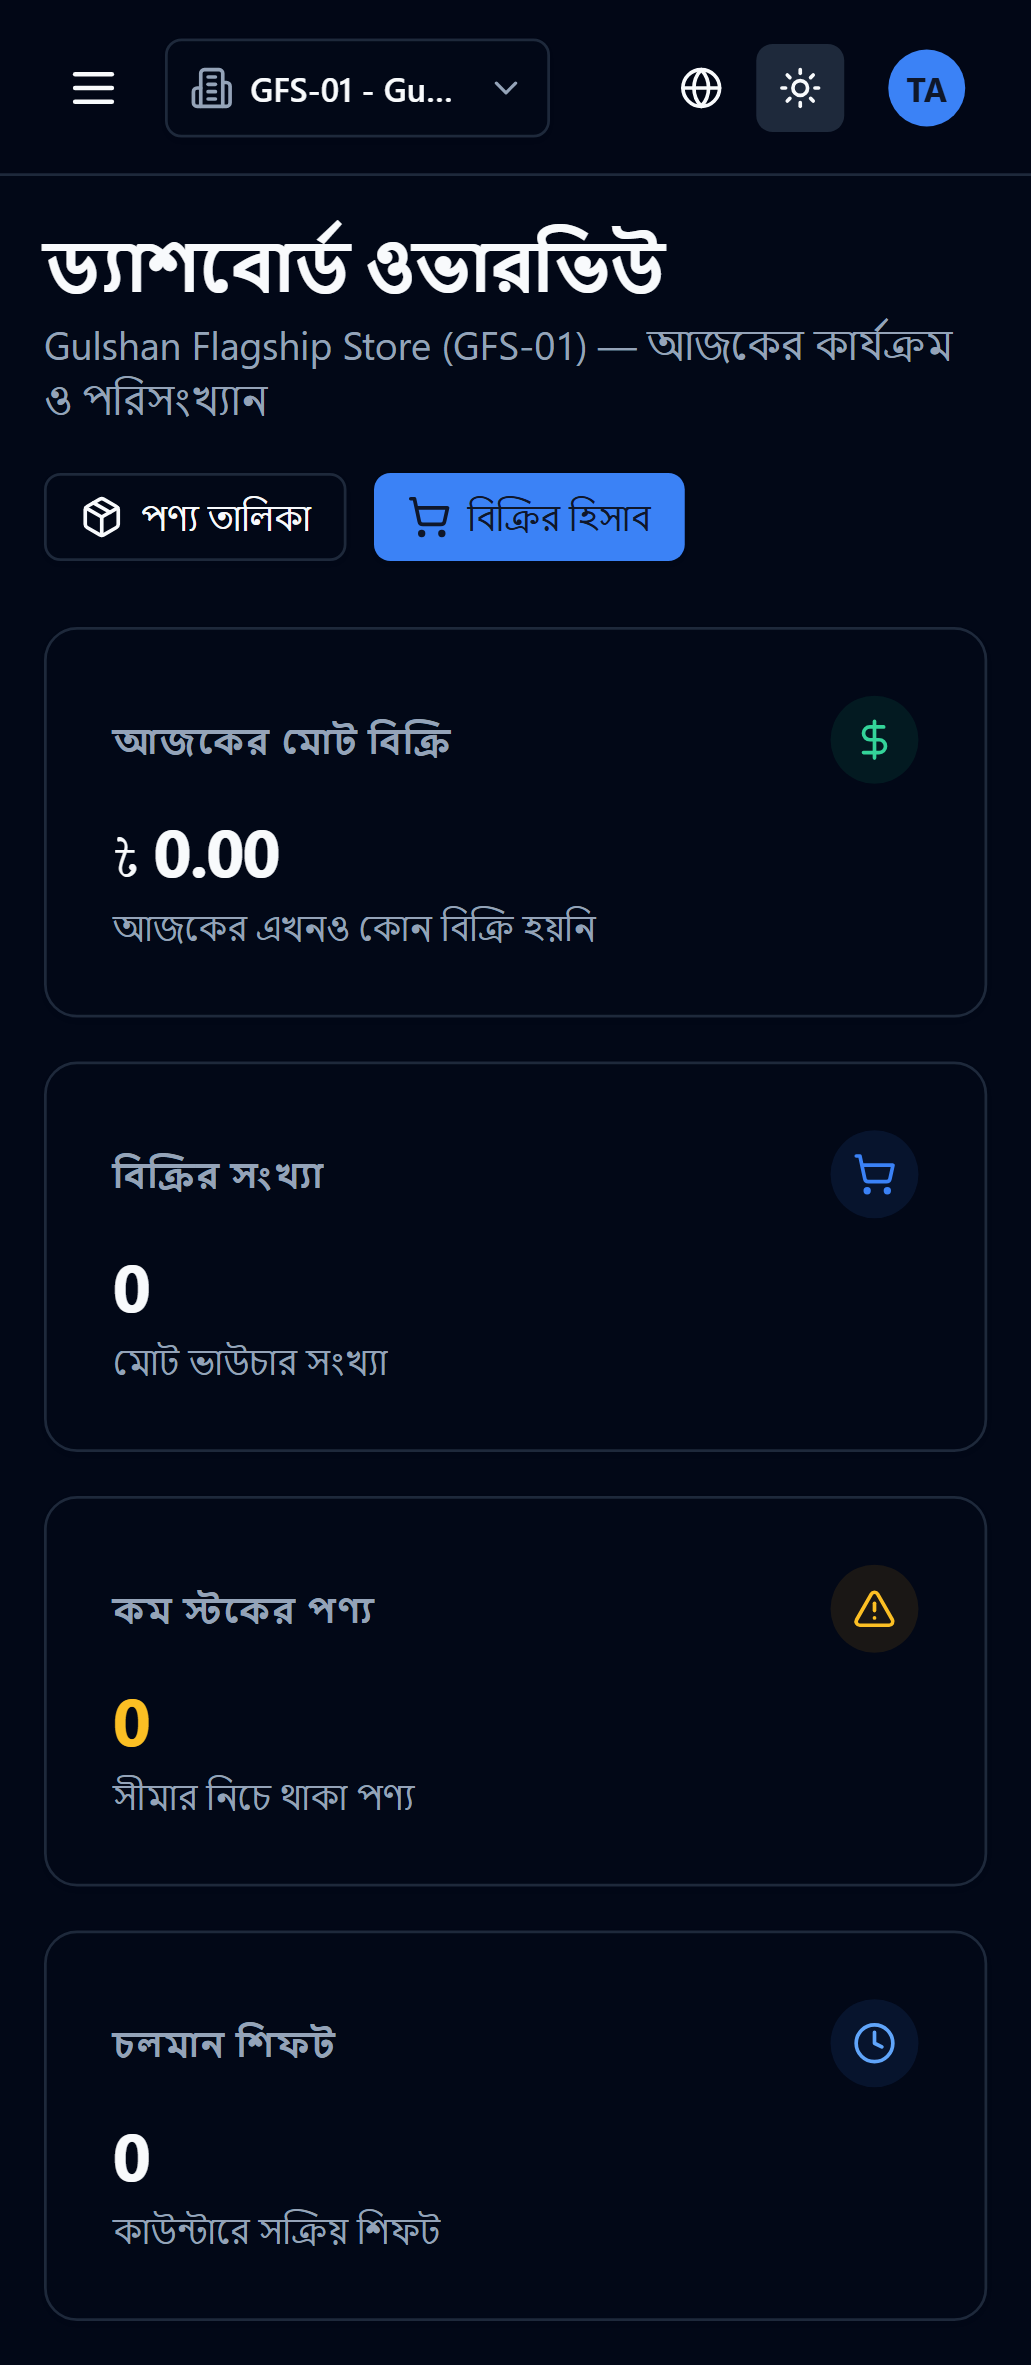 GFS-01 - Gu...
TA
ড্যাশবোর্ড ওভারভিউ
Gulshan Flagship Store (GFS-01) — আজকের কার্যক্রম
ও পরিসংখ্যান
পণ্য তালিকা
বিক্রির হিসাব
আজকের মোট বিক্রি
৳ 0.00
আজকের এখনও কোন বিক্রি হয়নি
বিক্রির সংখ্যা
0
মোট ভাউচার সংখ্যা
কম স্টকের পণ্য
0
সীমার নিচে থাকা পণ্য
চলমান শিফট
0
কাউন্টারে সক্রিয় শিফট